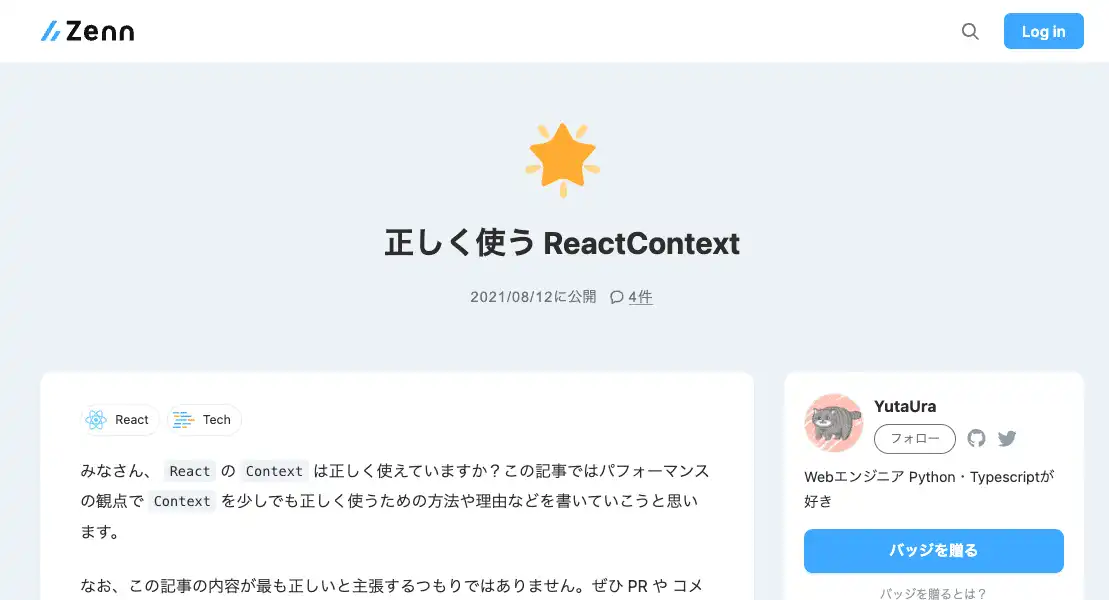 Zenn
Log in
正しく使う ReactContext
2021/08/12に公開 4件
React Tech
みなさん、 React の Context は正しく使えていますか？この記事ではパフォーマンス
の観点で Context を少しでも正しく使うための方法や理由などを書いていこうと思い
ます。
なお、この記事の内容が最も正しいと主張するつもりではありません。ぜひ PR や コメ
YutaUra
フォロー
Webエンジニア Python・Typescriptが
好き
バッジを贈る
バッジを贈るとは？